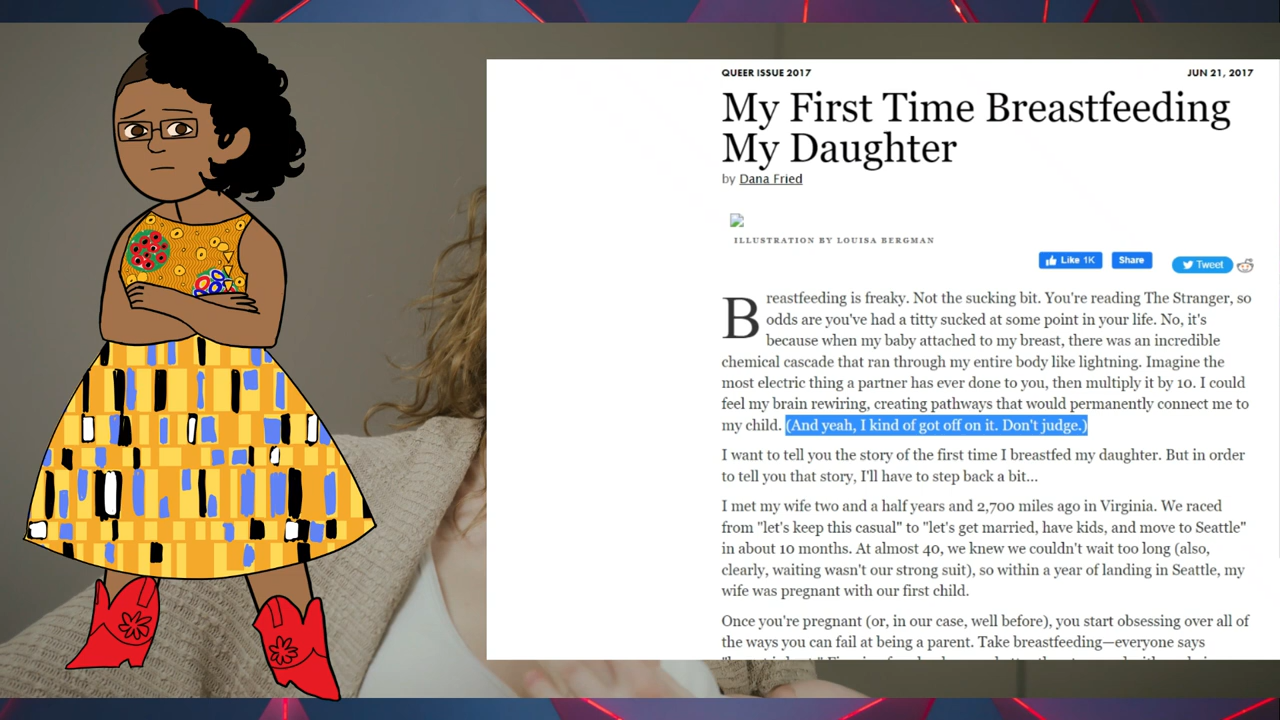 QUEER ISSUE 2017
JUN 21, 2017
My First Time Breastfeeding
My Daughter
by Dana Fried
ILLUSTRATION BY LOUISA BERGMAN
Like 1K
Share
Tweet
Breastfeeding is freaky. Not the sucking bit. You're reading The Stranger, so
odds are you've had a titty sucked at some point in your life. No, it's
because when my baby attached to my breast, there was an incredible
chemical cascade that ran through my entire body like lightning. Imagine the
most electric thing a partner has ever done to you, then multiply it by 10. I could
feel my brain rewiring, creating pathways that would permanently connect me to
my child. (And yeah, I kind of got off on it. Don't judge.)
I want to tell you the story of the first time I breastfed my daughter. But in order
to tell you that story, I'll have to step back a bit...
I met my wife two and a half years and 2,700 miles ago in Virginia. We raced
from "let's keep this casual" to "let's get married, have kids, and move to Seattle"
in about 10 months. At almost 40, we knew we couldn't wait too long (also,
clearly, waiting wasn't our strong suit), so within a year of landing in Seattle, my
wife was pregnant with our first child.
Once you're pregnant (or, in our case, well before), you start obsessing over all of
the ways you can fail at being a parent. Take breastfeeding—everyone says